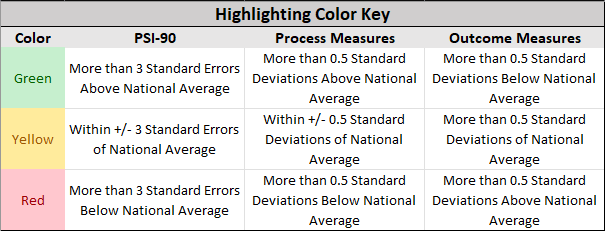 Highlighting Color Key
Color PSI-90 Process Measures Outcome Measures
Green
More than 3 Standard Errors
Above National Average
More than 0.5 Standard
Deviations Above National
Average
More than 0.5 Standard
Deviations Below National
Average
Yellow
Within +/- 3 Standard Errors
of National Average
Within +/- 0.5 Standard
Deviations of National
Average
More than 0.5 Standard
Deviations of National
Average
Red
More than 3 Standard Errors
Below National Average
More than 0.5 Standard
Deviations Below National
Average
More than 0.5 Standard
Deviations Above National
Average